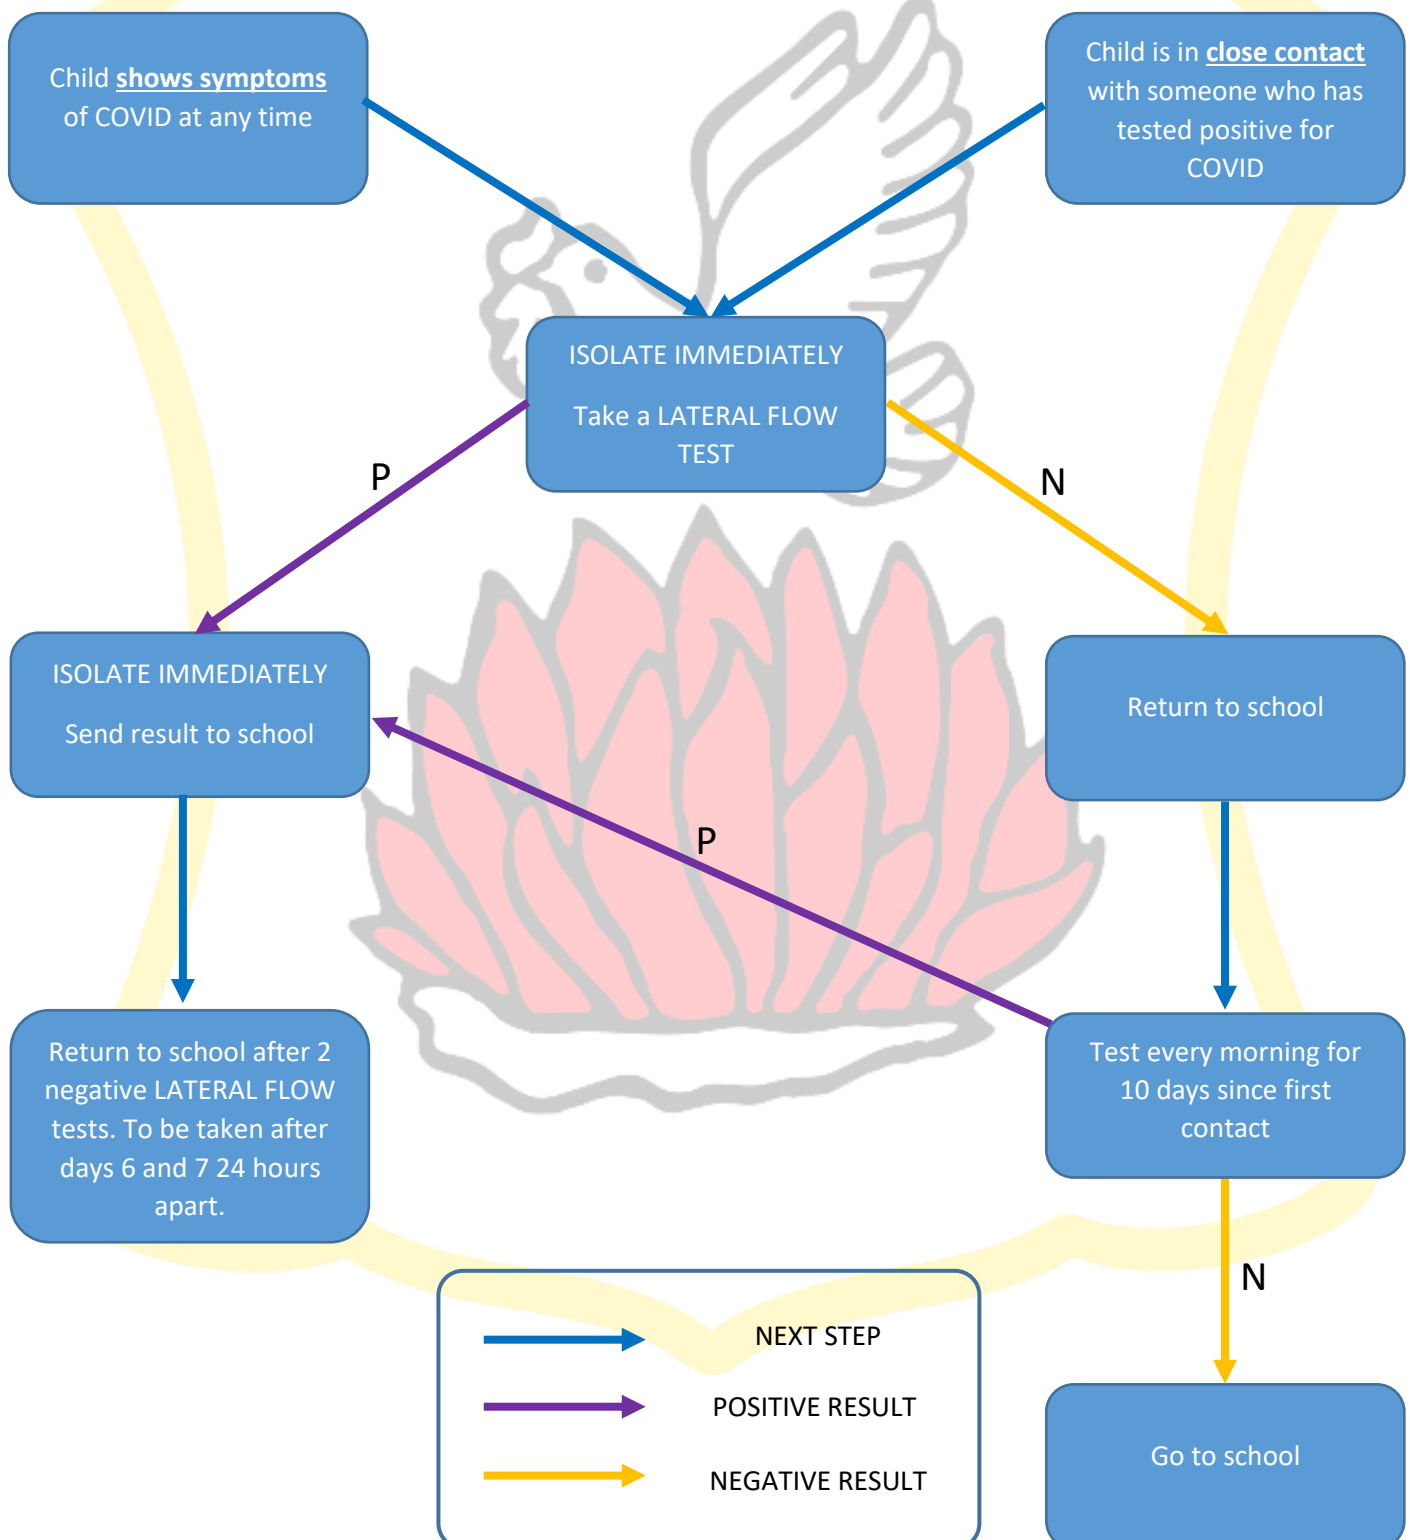 Child shows symptoms
of COVID at any time
Child is in close contact
with someone who has
tested positive for
COVID
ISOLATE IMMEDIATELY
Take a LATERAL FLOW
TEST
P
N
ISOLATE IMMEDIATELY
Send result to school
Return to school
P
Return to school after 2
negative LATERAL FLOW
tests. To be taken after
days 6 and 7 24 hours
apart.
Test every morning for
10 days since first
contact
N
NEXT STEP
POSITIVE RESULT
NEGATIVE RESULT
Go to school